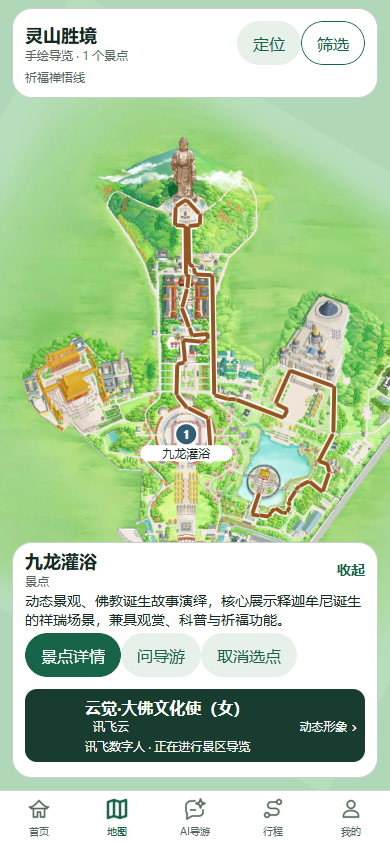 灵山胜境
手绘导览 · 1 个景点
祈福禅悟线
定位
筛选
1
九龙灌浴
九龙灌浴
景点
收起
动态景观、佛教诞生故事演绎，核心展示释迦牟尼诞生
的祥瑞场景，兼具观赏、科普与祈福功能。
景点详情
问导游
取消选点
云觉·大佛文化使（女）
讯飞云
动态形象 ›
讯飞数字人 · 正在进行景区导览
首页
地图
AI导游
行程
我的